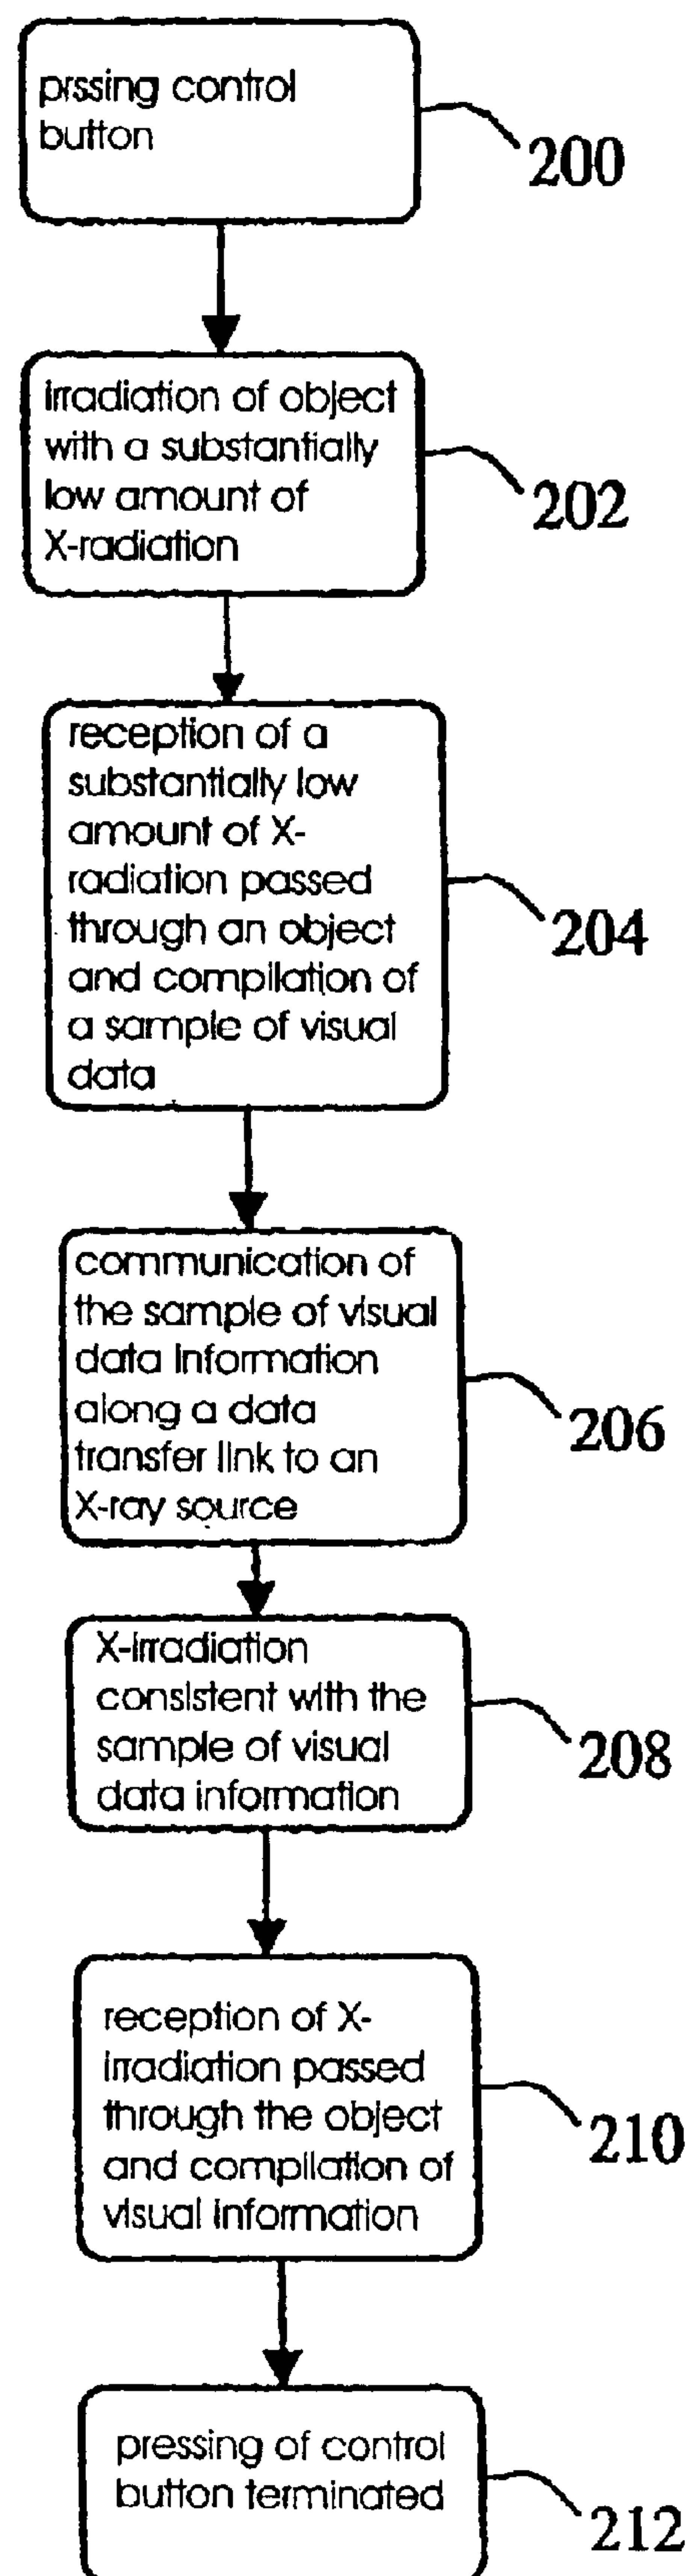 prssing control
button
200
irradiation of object
with a substantially
low amount of
X-radiation
202
reception of a
substantially low
amount of X-
radiation passed
through an object
and compilation of
a sample of visual
data
204
communication of
the sample of visual
data information
along a data
transfer link to an
X-ray source
206
X-irradiation
consistent with the
sample of visual
data information
208
reception of X-
irradiation passed
through the object
and compilation of
visual information
210
pressing of control
button terminated
212